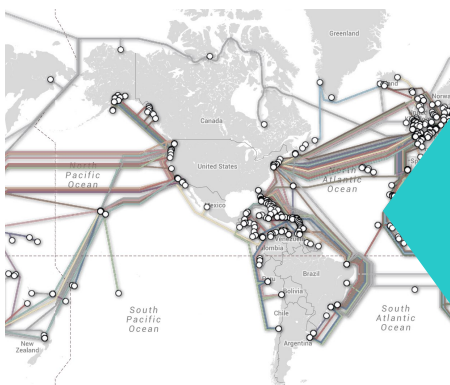 Greenland
Norwa
Canada
United States
North
Pacific
Ocean
North
Atlantic
Ocean
Mexico
Venezuela
Colombia
Brazil
Bolivia
South
Pacific
Ocean
Chile
South
Atlantic
Ocean
Argentina
New
Zealand